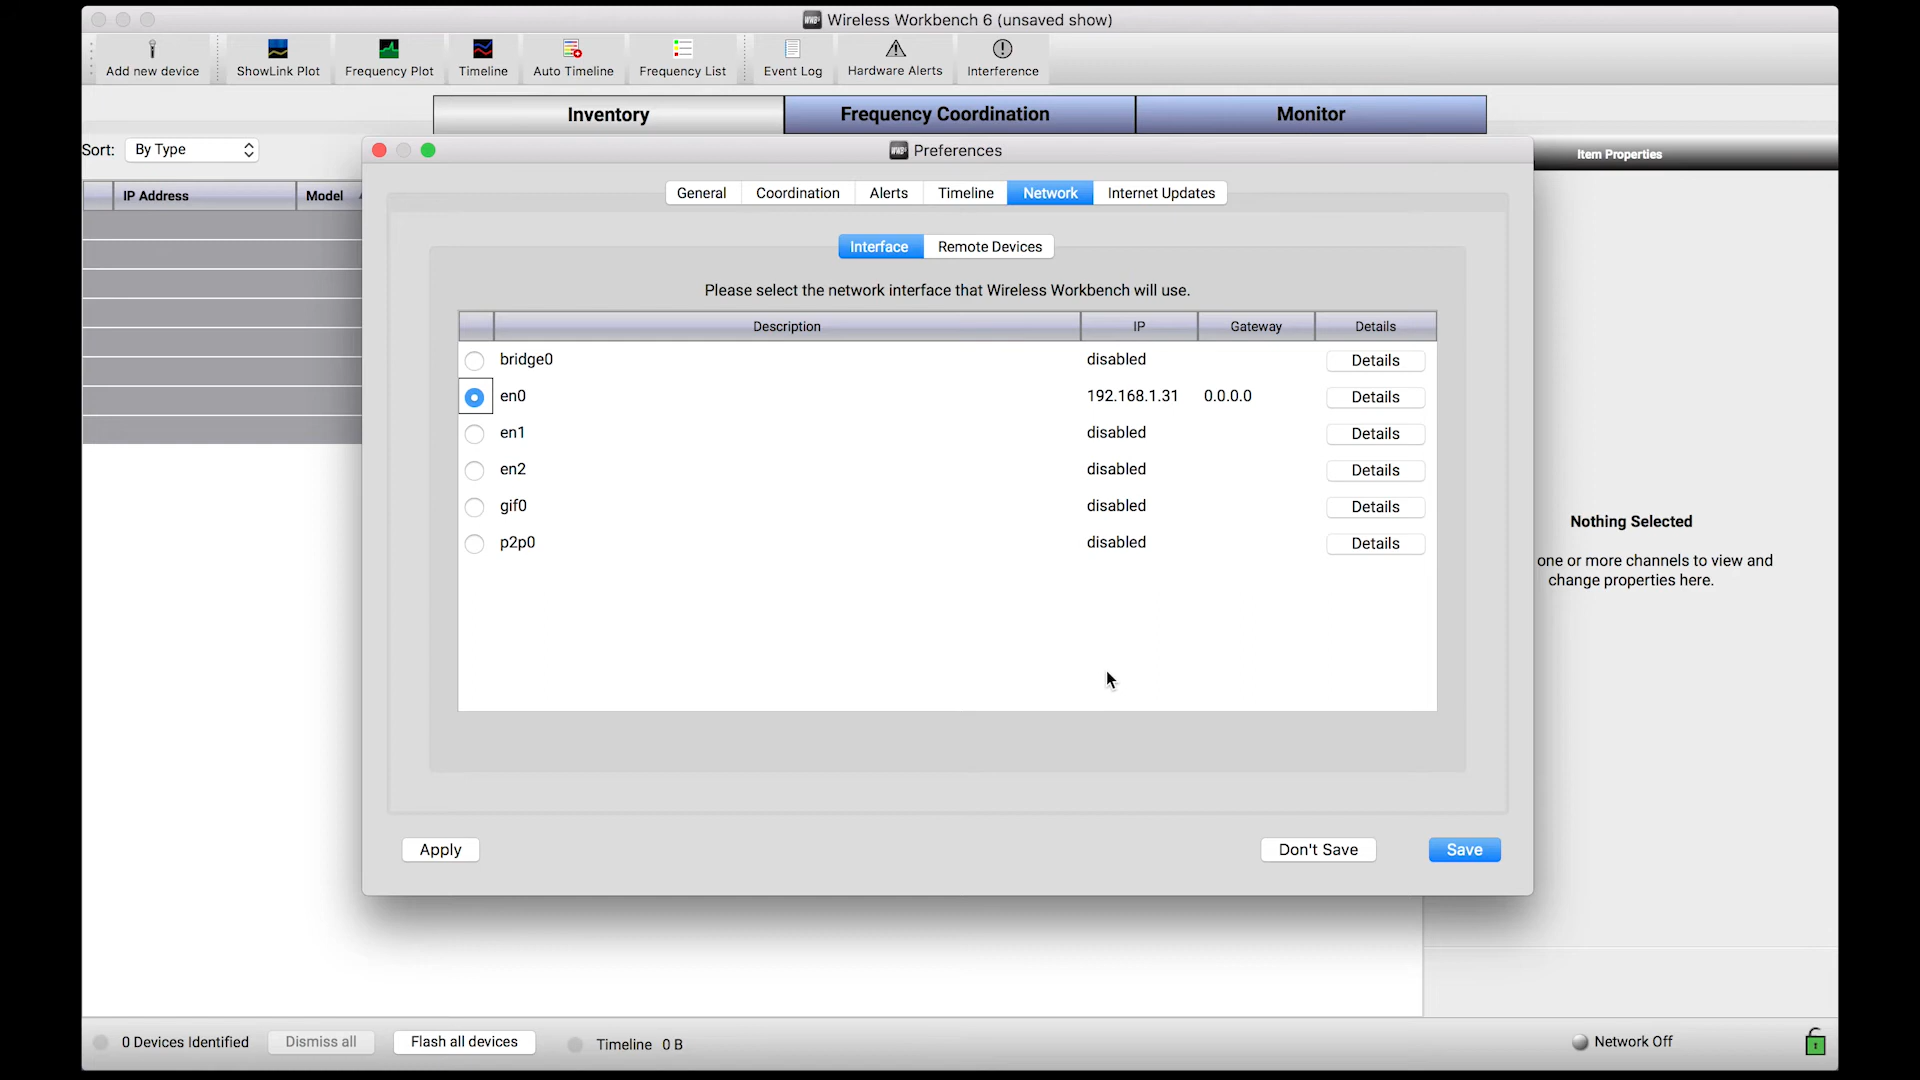 Wireless Workbench 6 (unsaved show)
Add new device
ShowLink Plot
Frequency Plot
Timeline
Auto Timeline
Frequency List
Event Log
Hardware Alerts
Interference
Inventory
Frequency Coordination
Monitor
Sort:
By Type
Preferences
Item Properties
IP Address
Model
General
Coordination
Alerts
Timeline
Network
Internet Updates
Interface
Remote Devices
Please select the network interface that Wireless Workbench will use.
Description
IP
Gateway
Details
bridge0
disabled
Details
en0
192.168.1.31
0.0.0.0
Details
en1
disabled
Details
en2
disabled
Details
gif0
disabled
Details
p2p0
disabled
Details
Nothing Selected
one or more channels to view and
change properties here.
Apply
Don't Save
Save
0 Devices Identified
Dismiss all
Flash all devices
Timeline 0 B
Network Off